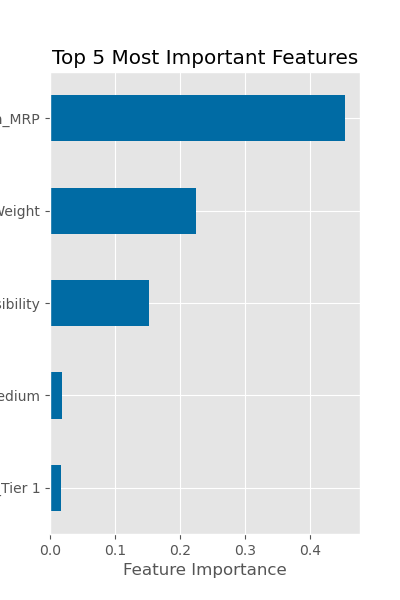 Top 5 Most Important Features
_MRP
Weight
sibility
edium
Tier 1
0.0 0.1 0.2 0.3 0.4
Feature Importance